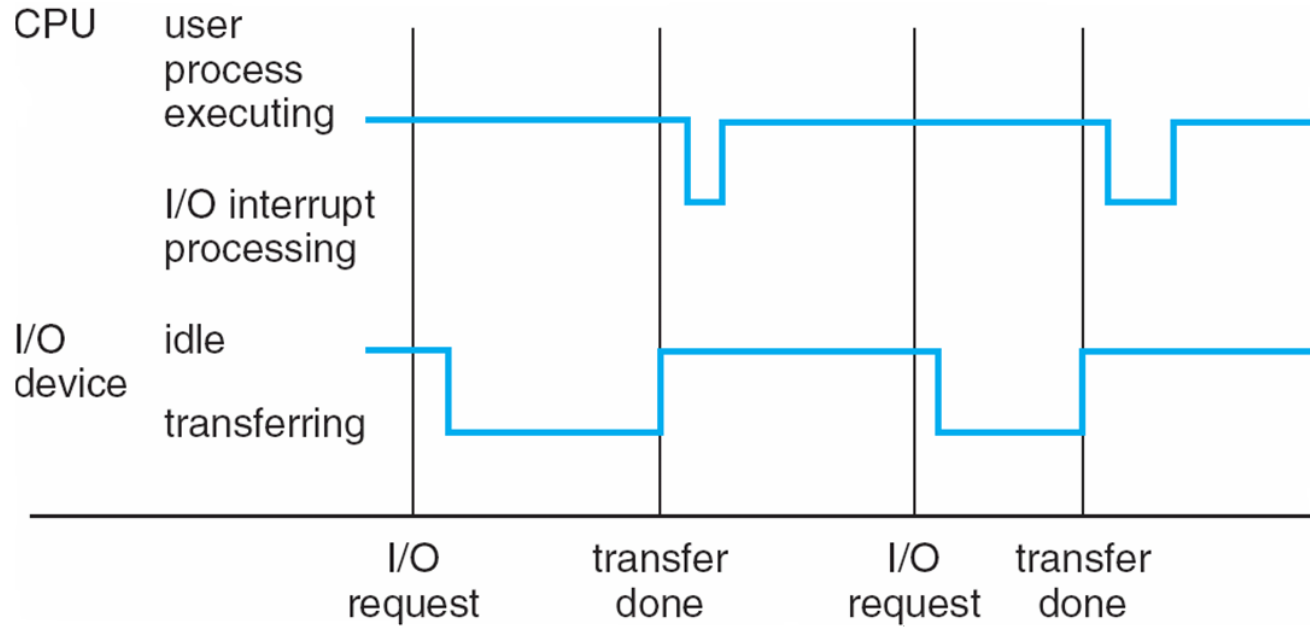 CPU
user
process
executing
I/O interrupt
processing
I/O
device
idle
transferring
I/O
request
transfer
done
I/O
request
transfer
done